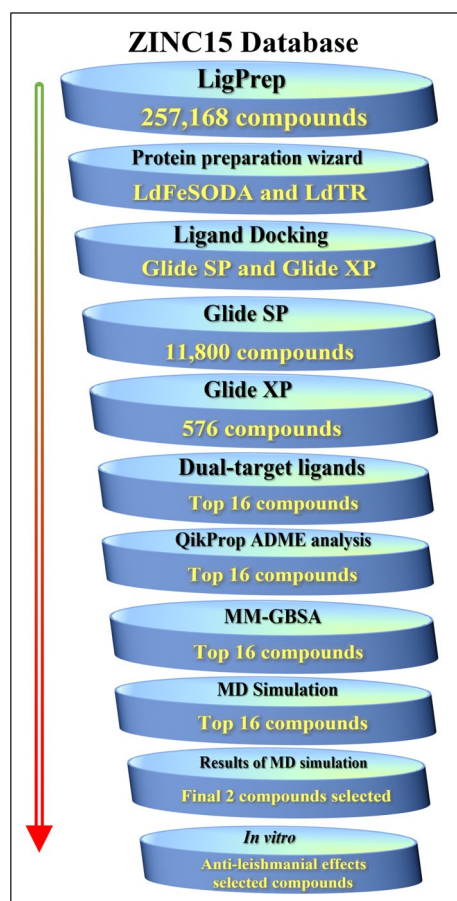 ZINC15 Database
LigPrep
257,168 compounds
Protein preparation wizard
LdFeSODA and LdTR
Ligand Docking
Glide SP and Glide XP
Glide SP
11,800 compounds
Glide XP
576 compounds
Dual-target ligands
Top 16 compounds
QikProp ADME analysis
Top 16 compounds
MM-GBSA
Top 16 compounds
MD Simulation
Top 16 compounds
Results of MD simulation
Final 2 compounds selected
In vitro
Anti-leishmanial effects
selected compounds